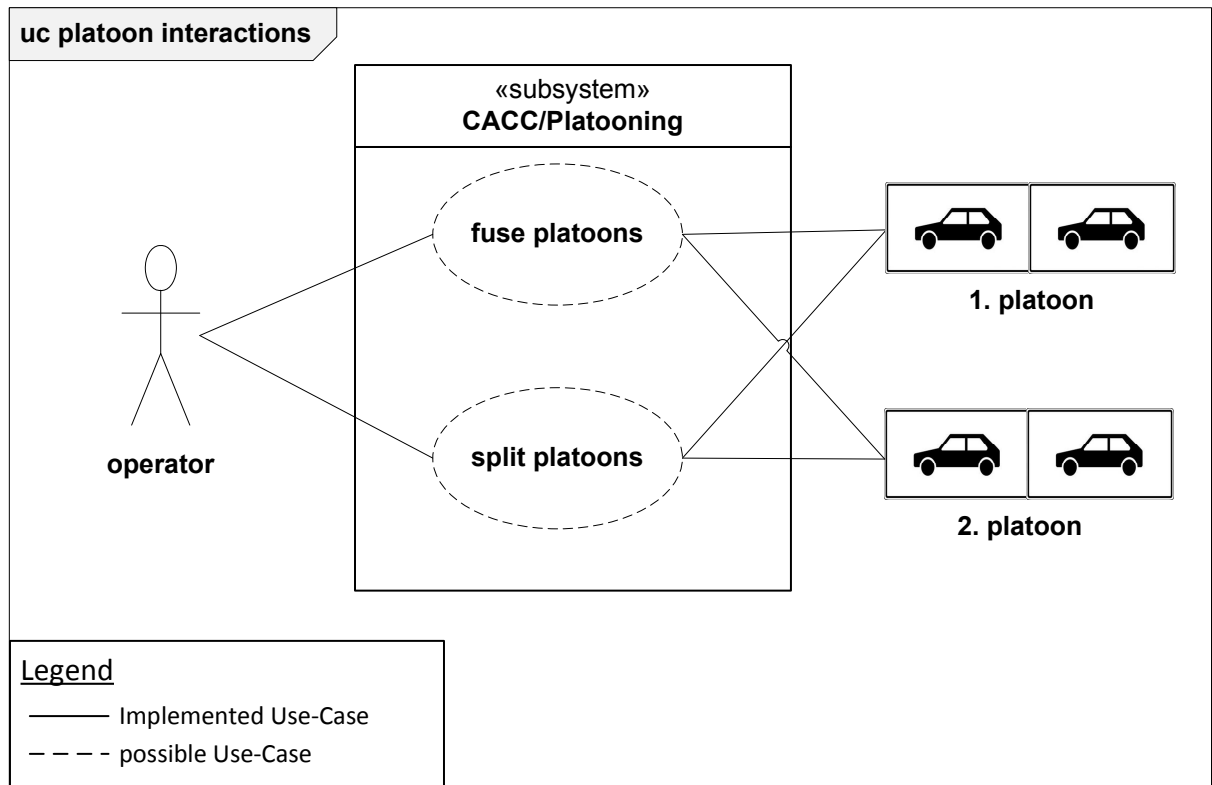 uc platoon interactions
«subsystem»
CACC/Platooning
fuse platoons
1. platoon
split platoons
operator
2. platoon
Legend
Implemented Use-Case
possible Use-Case